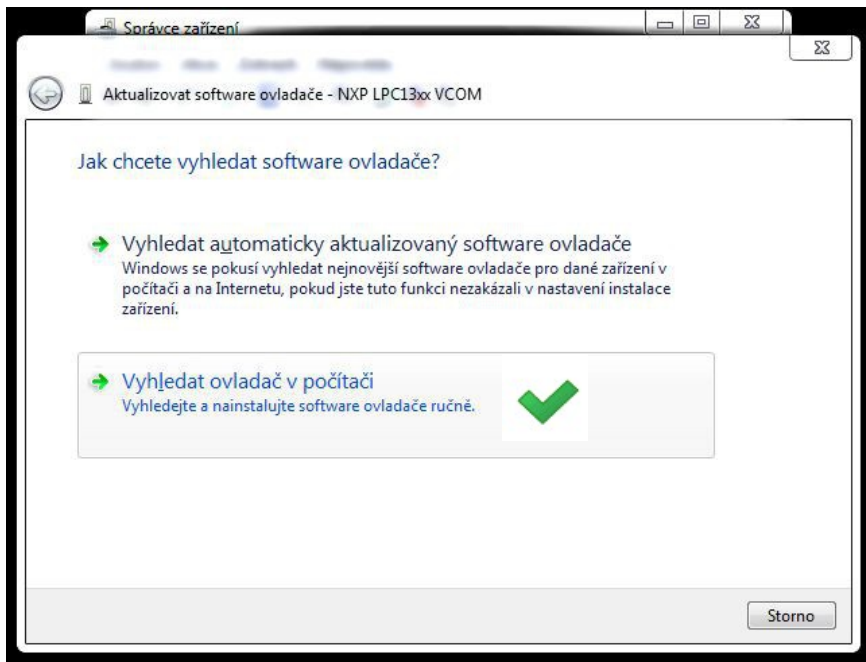 Správce zařízení
Aktualizovat software ovladače - NXP LPC13xx VCOM
Jak chcete vyhledat software ovladače?
Vyhledat automaticky aktualizovaný software ovladače
Windows se pokusí vyhledat nejnovější software ovladače pro dané zařízení v
počítači a na Internetu, pokud jste tuto funkci nezakázali v nastavení instalace
zařízení.
Vyhledat ovladač v počítači
Vyhledejte a nainstalujte software ovladače ručně.
Storno